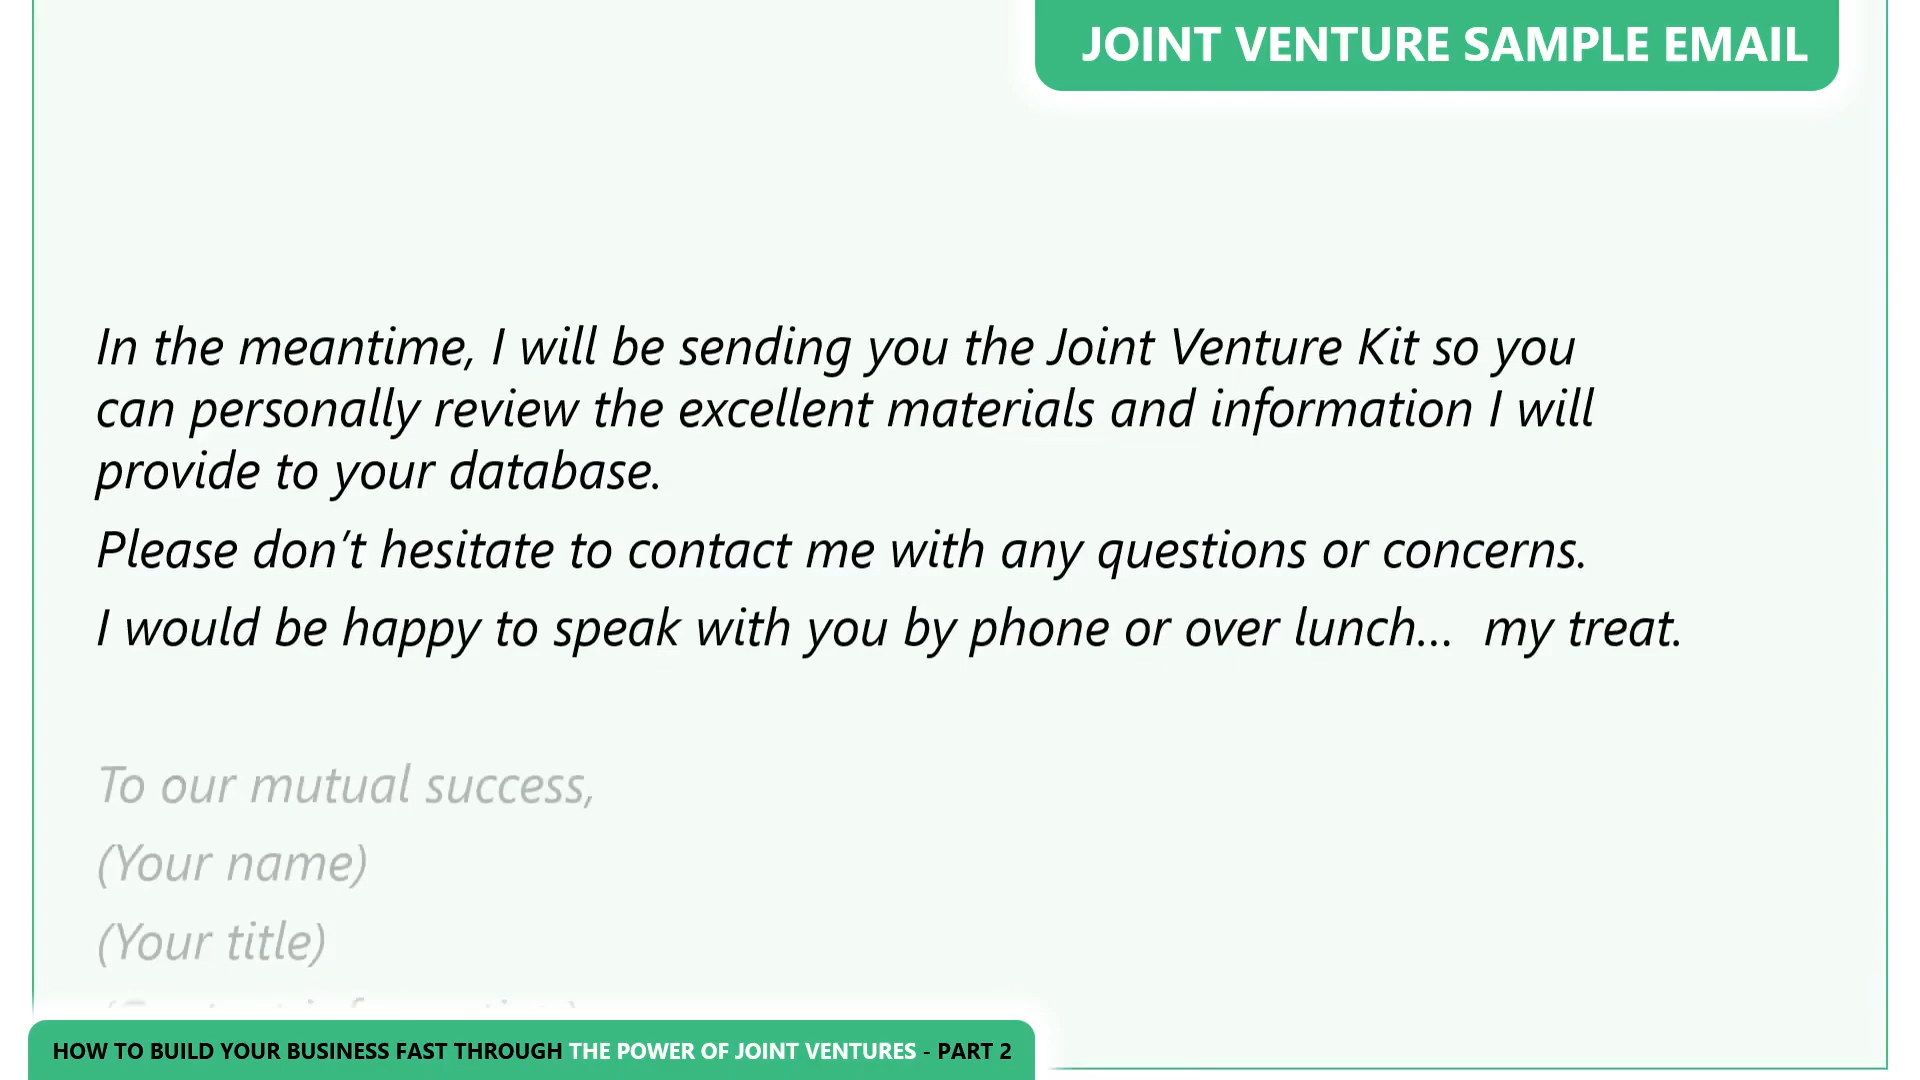 JOINT VENTURE SAMPLE EMAIL
In the meantime, I will be sending you the Joint Venture Kit so you
can personally review the excellent materials and information I will
provide to your database.
Please don’t hesitate to contact me with any questions or concerns.
I would be happy to speak with you by phone or over lunch… my treat.
To our mutual success,
(Your name)
(Your title)
HOW TO BUILD YOUR BUSINESS FAST THROUGH THE POWER OF JOINT VENTURES - PART 2